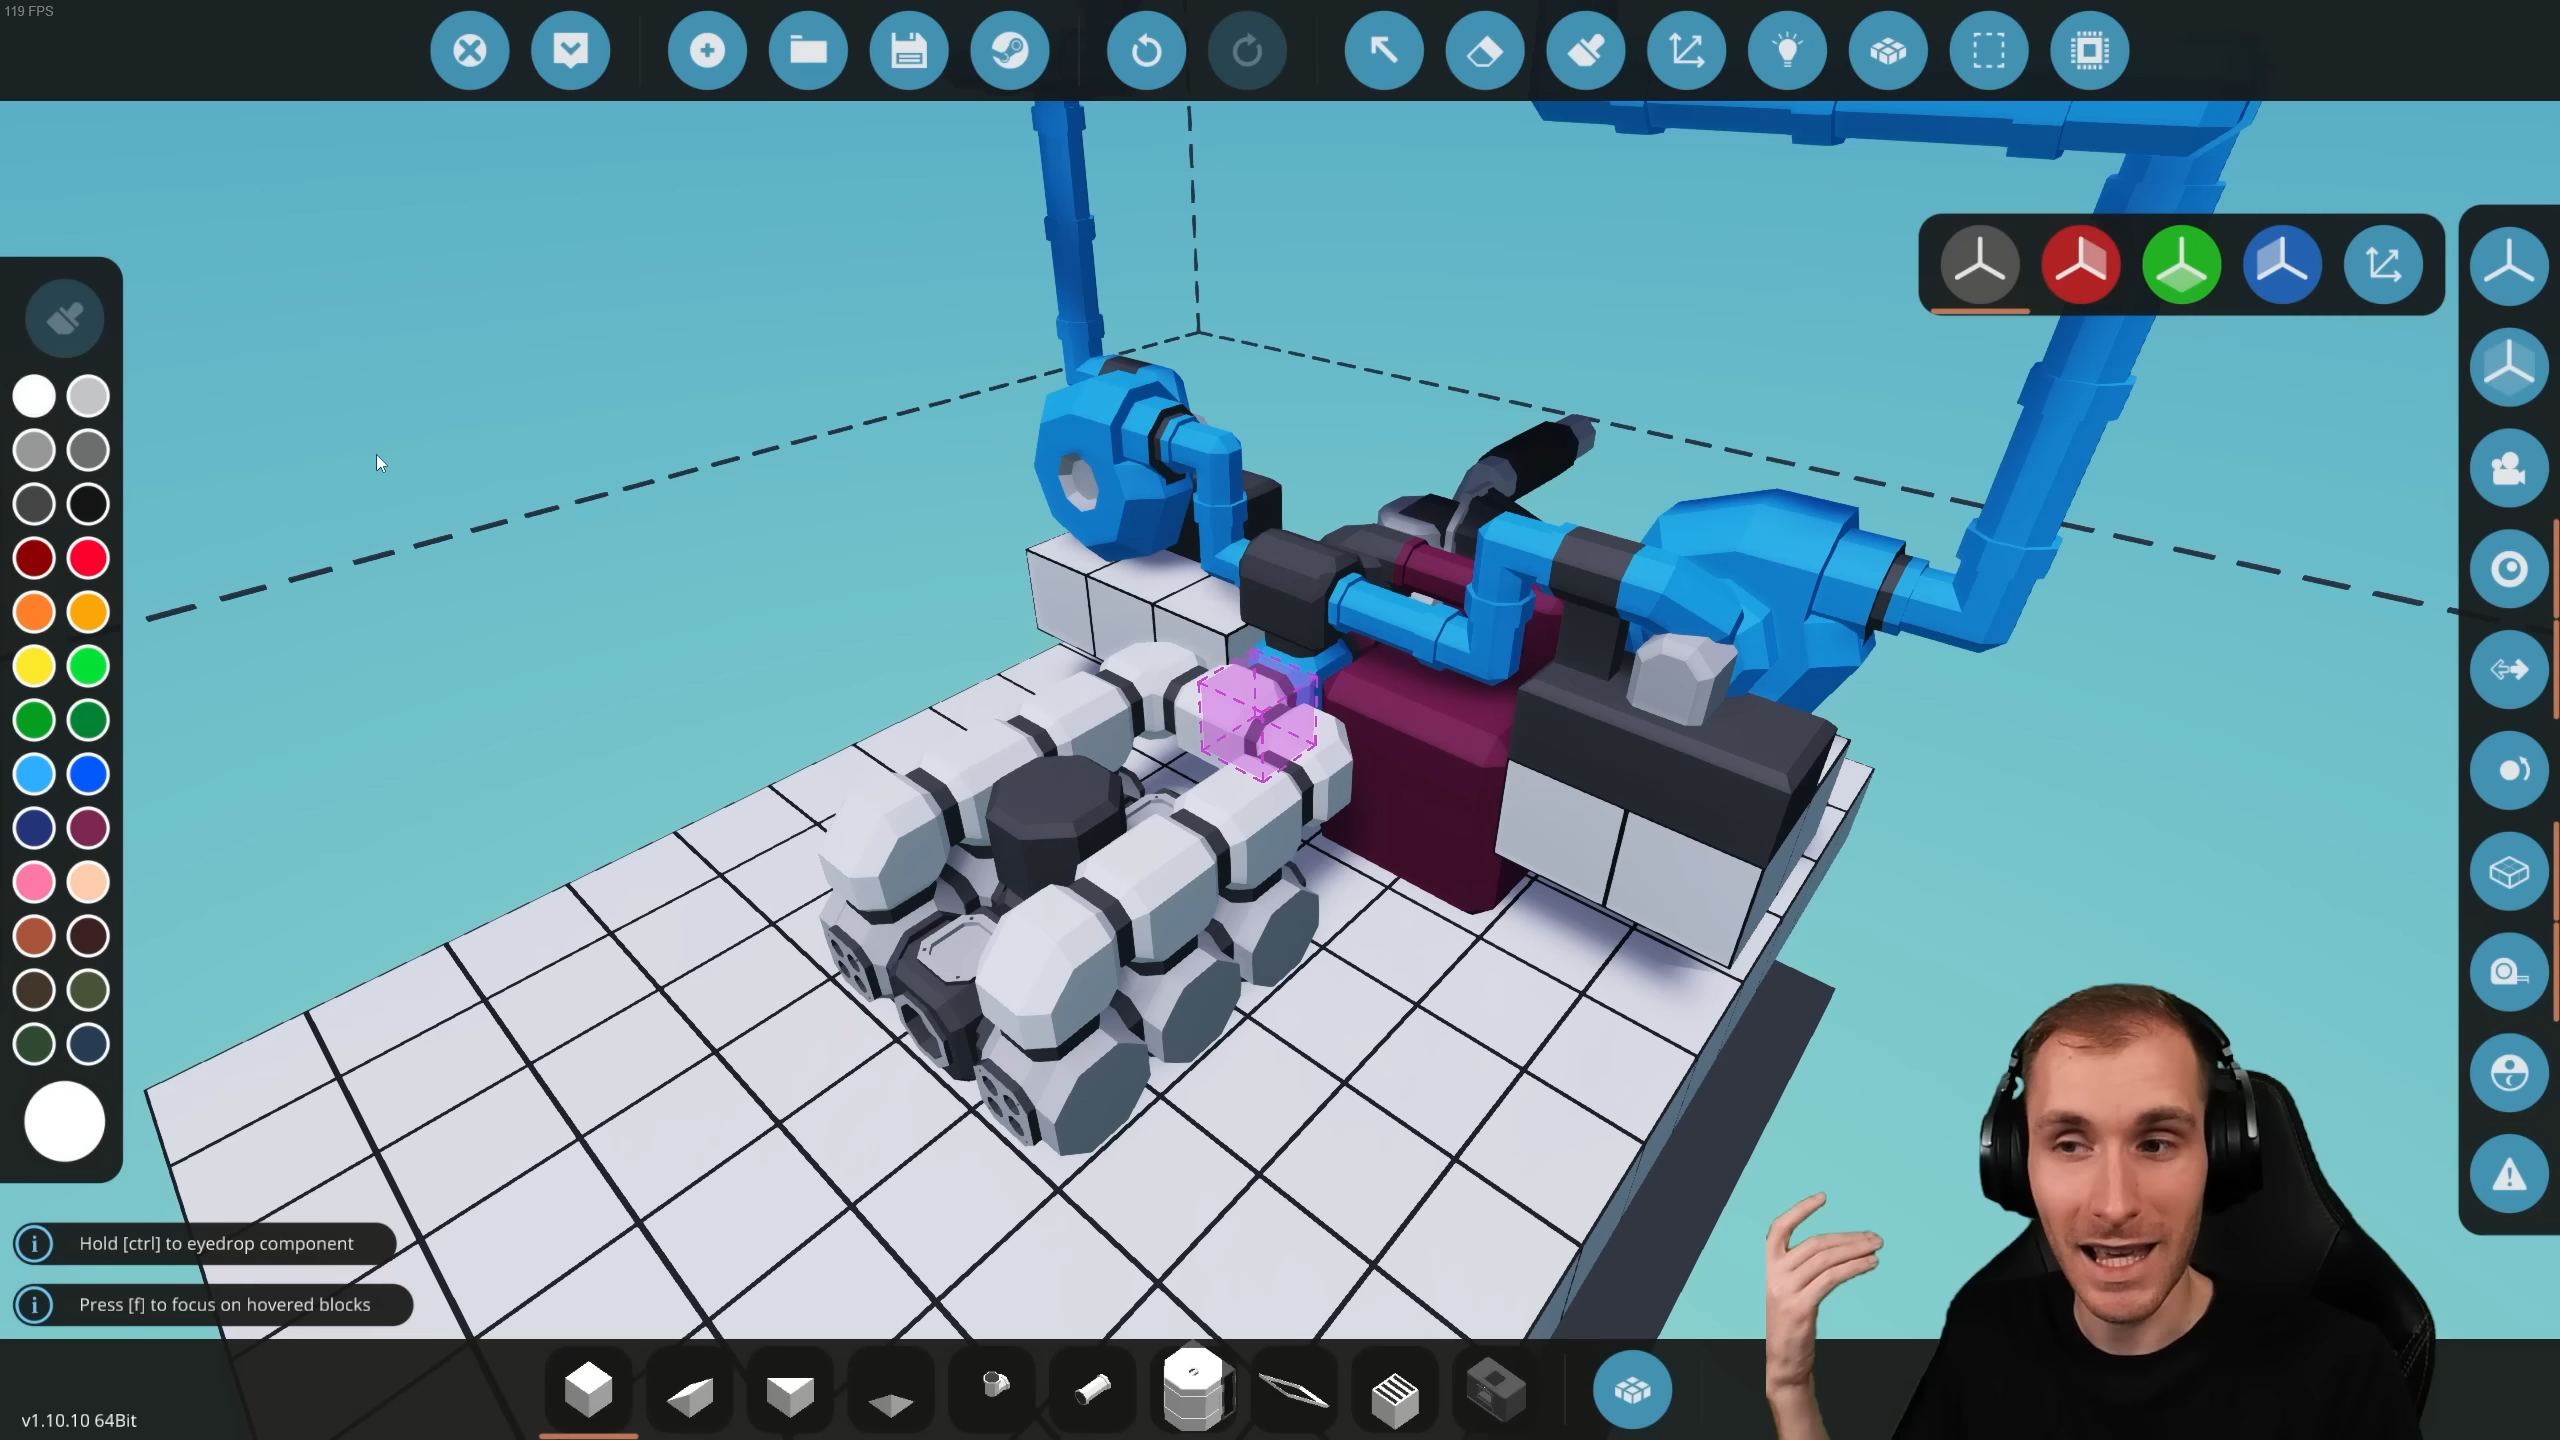 119 FPS
Hold [ctrl] to eyedrop component
Press [f] to focus on hovered blocks
v1.10.10 64Bit